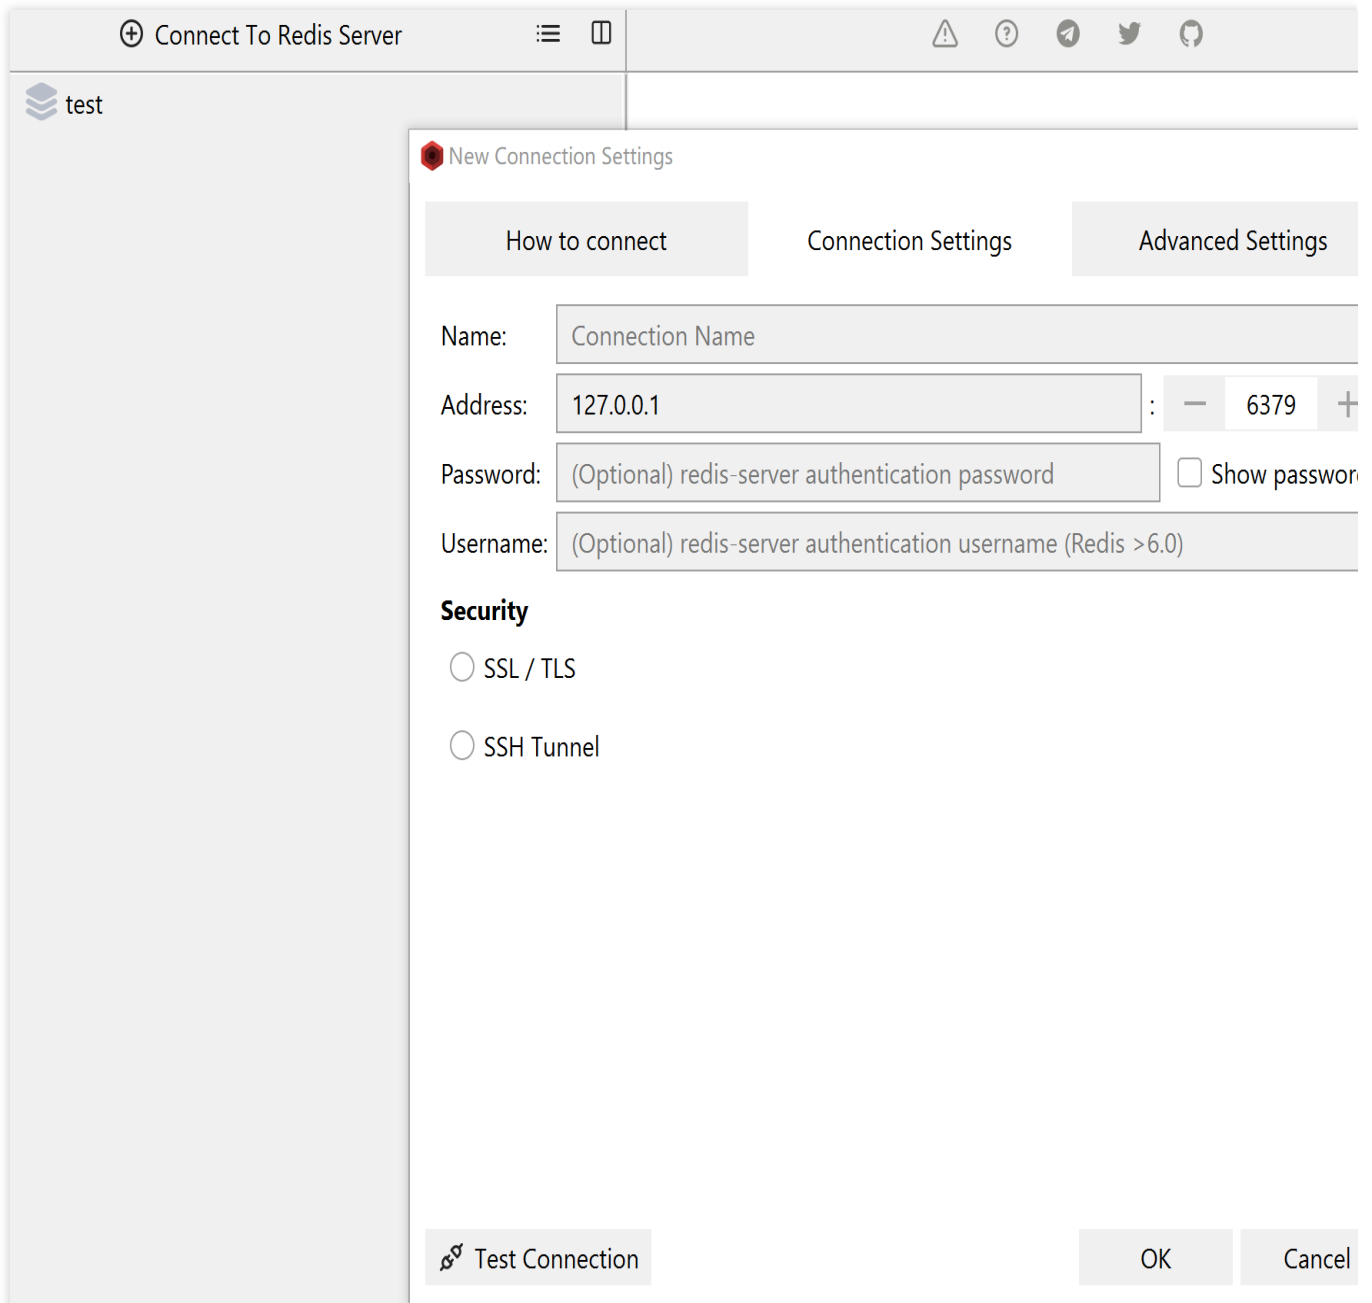 Connect To Redis Server
test
New Connection Settings
How to connect
Connection Settings
Advanced Settings
Name:
Connection Name
Address:
127.0.0.1
:
6379
Password:
(Optional) redis-server authentication password
Show password
Username:
(Optional) redis-server authentication username (Redis >6.0)
Security
SSL / TLS
SSH Tunnel
Test Connection
OK
Cancel